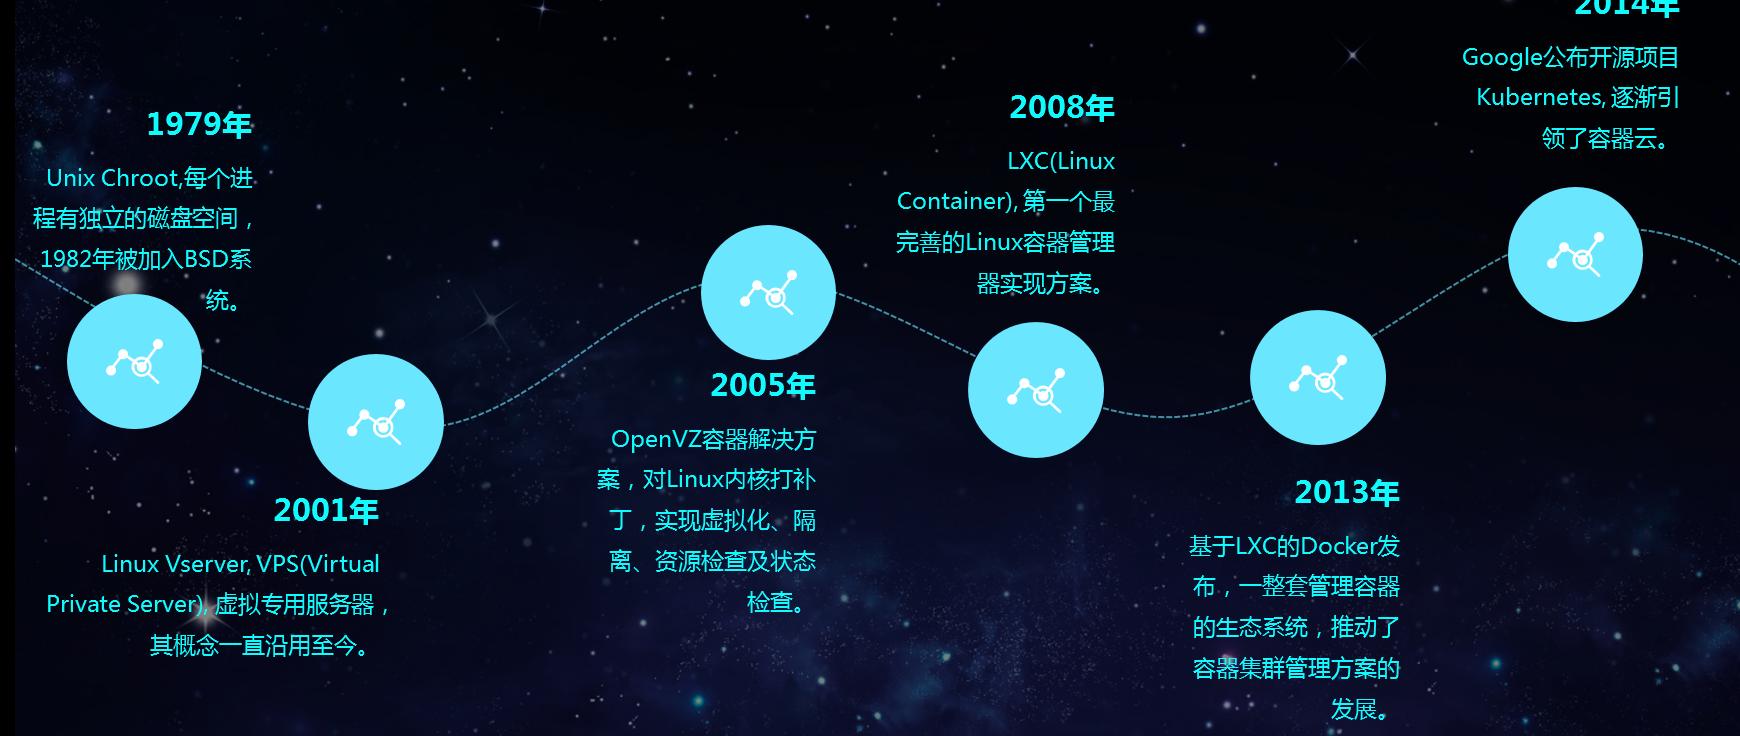 1979年
Unix Chroot,每个进
程有独立的磁盘空间，
1982年被加入BSD系
统。
2001年
Linux Vserver, VPS(Virtual
Private Server), 虚拟专用服务器，
其概念一直沿用至今。
2005年
OpenVZ容器解决方
案，对Linux内核打补
丁，实现虚拟化、隔
离、资源检查及状态
检查。
2008年
LXC(Linux
Container), 第一个最
完善的Linux容器管理
器实现方案。
2013年
基于LXC的Docker发
布，一整套管理容器
的生态系统，推动了
容器集群管理方案的
发展。
2014年
Google公布开源项目
Kubernetes, 逐渐引
领了容器云。